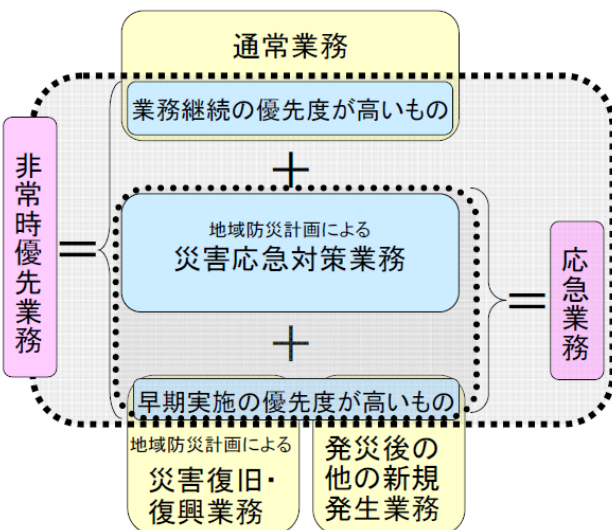 通常業務
業務継続の優先度が高いもの
+
非常時優先業務
=
地域防災計画による
災害応急対策業務
=
応急業務
+
早期実施の優先度が高いもの
地域防災計画による
災害復旧・
復興業務
発災後の
他の新規
発生業務